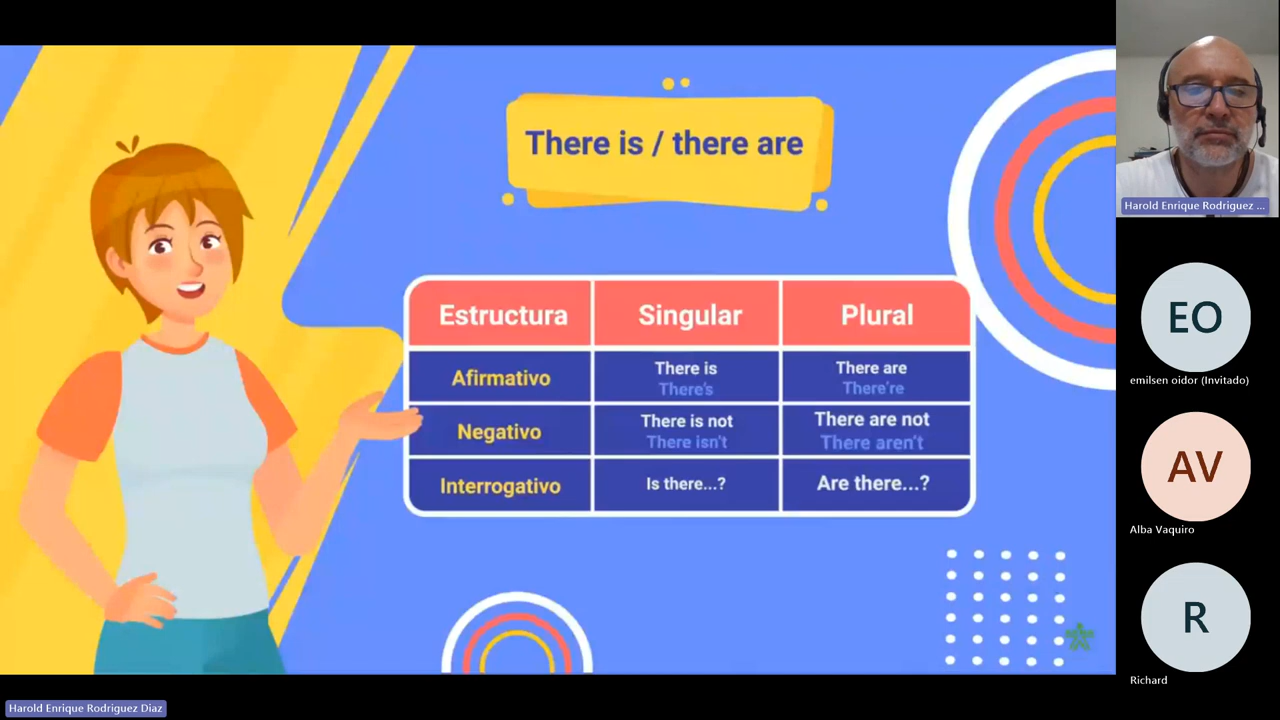 There is / there are
Estructura Singular Plural
Afirmativo There is There are
There's There're
Negativo There is not There are not
There isn't There aren't
Interrogativo Is there...? Are there...?
Harold Enrique Rodriguez ...
EO
emilsen oidor (Invitado)
AV
Alba Vaquiro
R
Richard
Harold Enrique Rodriguez Diaz